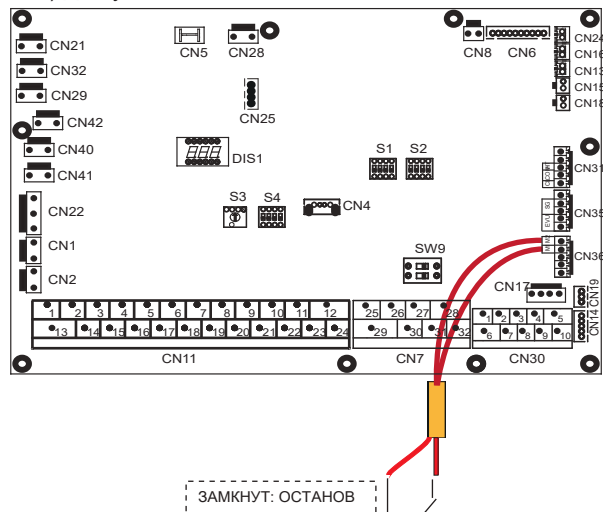 CN21
CN5
CN28
CN8
CN6
CN24
CN16
CN13
CN15
CN18
CN32
CN29
CN25
CN42
CN40
CN41
DIS1
S1 S2
CN31
CN22
S3 S4
CN4
EVU SG
CN35
M1 M2
CN36
CN1
CN2
SW9
CN17
CN19
CN14
1 2 3 4 5 6 7 8 9 10 11 12
13 14 15 16 17 18 19 20 21 22 23 24
25 26 27 28
29 30 31 32
1 2 3 4 5
6 7 8 9 10
CN11
CN7
CN30
ЗАМКНУТ: ОСТАНОВ